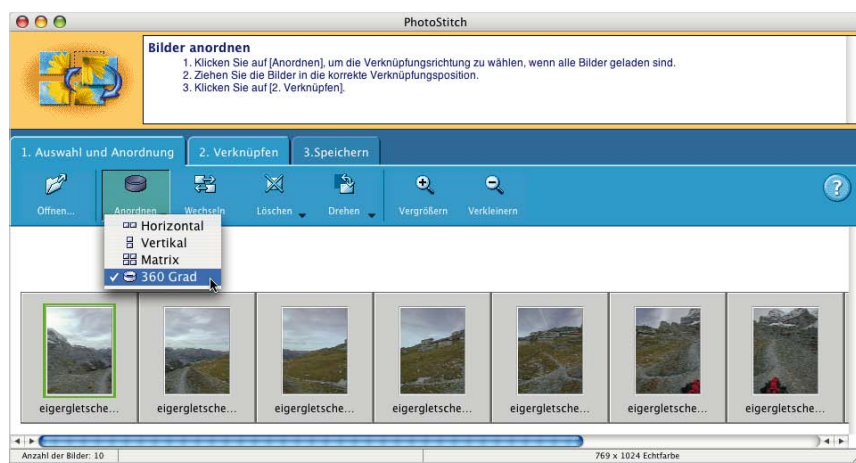 PhotoStitch
Bilder anordnen
1. Klicken Sie auf [Anordnen], um die Verknüpfungsrichtung zu wählen, wenn alle Bilder geladen sind.
2. Ziehen Sie die Bilder in die korrekte Verknüpfungsposition.
3. Klicken Sie auf [2. Verknüpfen].
1. Auswahl und Anordnung 2. Verknüpfen 3.Speichern
Öffnen... Anordnen Wechseln Löschen Drehen Vergrößern Verkleinern
?
Horizontal
Vertikal
Matrix
✓ 360 Grad
eigergletsche... eigergletsche... eigergletsche... eigergletsche... eigergletsche... eigergletsche... eigergletsche...
Anzahl der Bilder: 10 769 x 1024 Echtfarbe